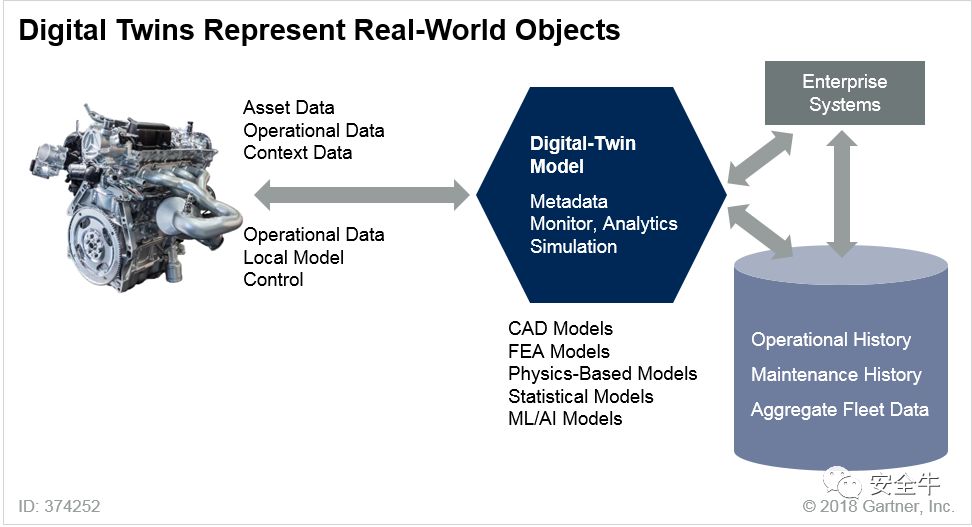 Digital Twins Represent Real-World Objects
Asset Data
Operational Data
Context Data
Operational Data
Local Model
Control
Digital-Twin
Model
Metadata
Monitor, Analytics
Simulation
CAD Models
FEA Models
Physics-Based Models
Statistical Models
ML/AI Models
Enterprise
Systems
Operational History
Maintenance History
Aggregate Fleet Data
安全牛
ID: 374252
© 2018 Gartner, Inc.